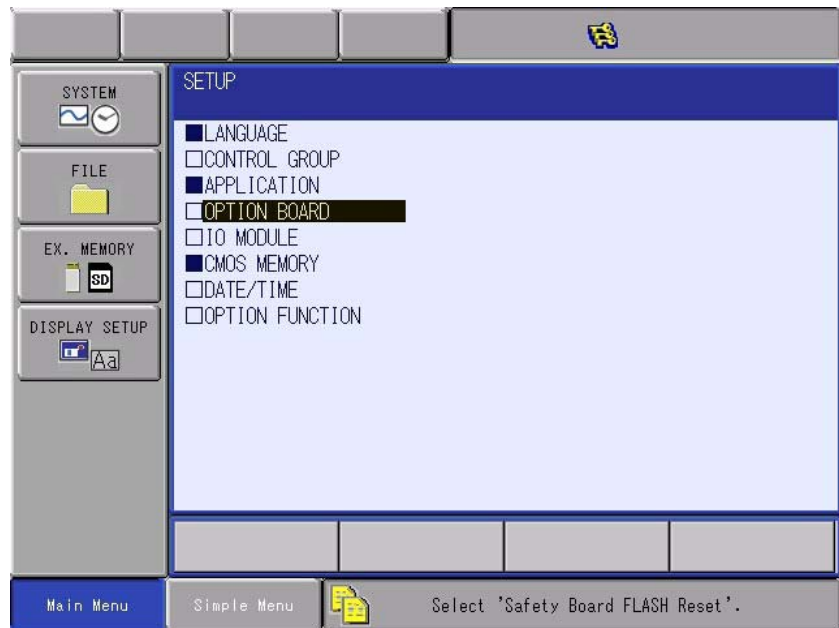 SYSTEM
FILE
EX. MEMORY
SD
DISPLAY SETUP
Aa
SETUP
LANGUAGE
CONTROL GROUP
APPLICATION
OPTION BOARD
IO MODULE
CMOS MEMORY
DATE/TIME
OPTION FUNCTION
Main Menu
Simple Menu
Select 'Safety Board FLASH Reset'.